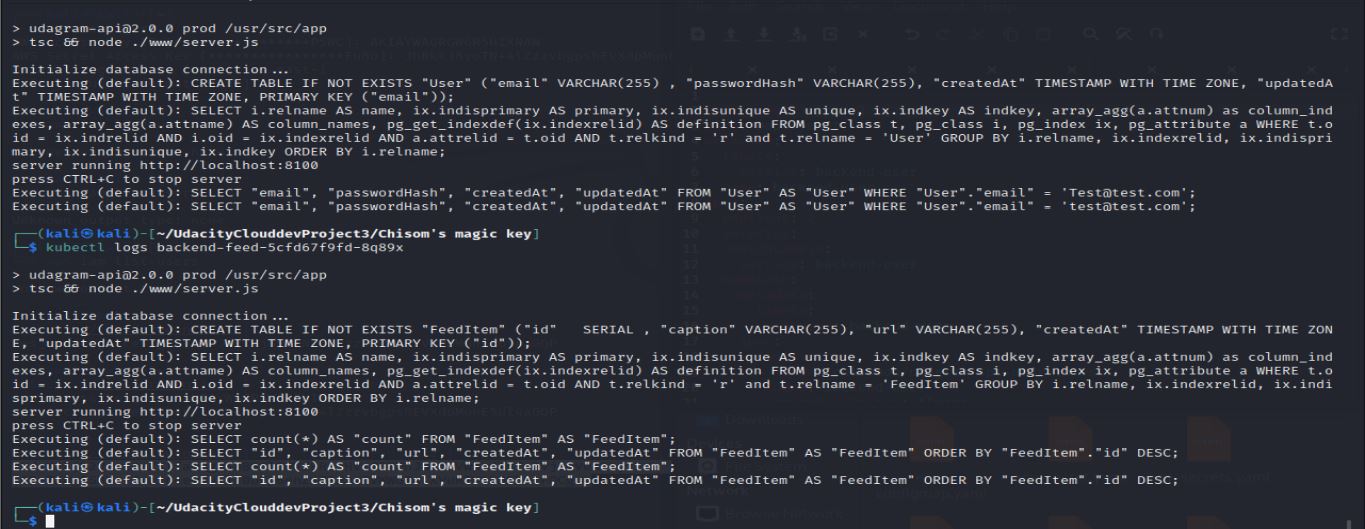 > udagram-api@2.0.0 prod /usr/src/app
> tsc && node ./www/server.js
Initialize database connection...
Executing (default): CREATE TABLE IF NOT EXISTS "User" ("email" VARCHAR(255) , "passwordHash" VARCHAR(255), "createdAt" TIMESTAMP WITH TIME ZONE, "updatedA
t" TIMESTAMP WITH TIME ZONE, PRIMARY KEY ("email"));
Executing (default): SELECT i.relname AS name, ix.indisprimary AS primary, ix.indisunique AS unique, ix.indkey AS indkey, array_agg(a.attnum) as column_ind
exes, array_agg(a.attname) AS column_names, pg_get_indexdef(ix.indexrelid) AS definition FROM pg_class t, pg_class i, pg_index ix, pg_attribute a WHERE t.o
id = ix.indrelid AND i.oid = ix.indexrelid AND a.attrelid = t.oid AND t.relkind = 'r' and t.relname = 'User' GROUP BY i.relname, ix.indexrelid, ix.indispri
mary, ix.indisunique, ix.indkey ORDER BY i.relname;
server running http://localhost:8100
press CTRL+C to stop server
Executing (default): SELECT "email", "passwordHash", "createdAt", "updatedAt" FROM "User" AS "User" WHERE "User"."email" = 'Test@test.com';
Executing (default): SELECT "email", "passwordHash", "createdAt", "updatedAt" FROM "User" AS "User" WHERE "User"."email" = 'test@test.com';
┌──(kali㉿kali)-[~/UdacityClouddevProject3/Chisom's magic key]
└─$ kubectl logs backend-feed-5cfd67f9fd-8q89x
> udagram-api@2.0.0 prod /usr/src/app
> tsc && node ./www/server.js
Initialize database connection...
Executing (default): CREATE TABLE IF NOT EXISTS "FeedItem" ("id"   SERIAL , "caption" VARCHAR(255), "url" VARCHAR(255), "createdAt" TIMESTAMP WITH TIME ZON
E, "updatedAt" TIMESTAMP WITH TIME ZONE, PRIMARY KEY ("id"));
Executing (default): SELECT i.relname AS name, ix.indisprimary AS primary, ix.indisunique AS unique, ix.indkey AS indkey, array_agg(a.attnum) as column_ind
exes, array_agg(a.attname) AS column_names, pg_get_indexdef(ix.indexrelid) AS definition FROM pg_class t, pg_class i, pg_index ix, pg_attribute a WHERE t.o
id = ix.indrelid AND i.oid = ix.indexrelid AND a.attrelid = t.oid AND t.relkind = 'r' and t.relname = 'FeedItem' GROUP BY i.relname, ix.indexrelid, ix.indi
sprimary, ix.indisunique, ix.indkey ORDER BY i.relname;
server running http://localhost:8100
press CTRL+C to stop server
Executing (default): SELECT count(*) AS "count" FROM "FeedItem" AS "FeedItem";
Executing (default): SELECT "id", "caption", "url", "createdAt", "updatedAt" FROM "FeedItem" AS "FeedItem" ORDER BY "FeedItem"."id" DESC;
Executing (default): SELECT count(*) AS "count" FROM "FeedItem" AS "FeedItem";
Executing (default): SELECT "id", "caption", "url", "createdAt", "updatedAt" FROM "FeedItem" AS "FeedItem" ORDER BY "FeedItem"."id" DESC;
┌──(kali㉿kali)-[~/UdacityClouddevProject3/Chisom's magic key]
└─$